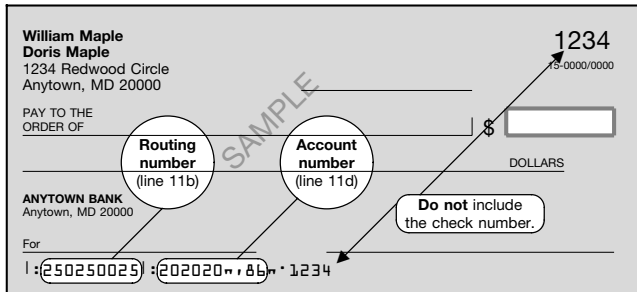 William Maple
Doris Maple
1234 Redwood Circle
Anytown, MD 20000
1234
15-0000/0000
SAMPLE
PAY TO THE
ORDER OF
$
Routing
number
(line 11b)
Account
number
(line 11d)
DOLLARS
ANYTOWN BANK
Anytown, MD 20000
Do not include
the check number.
For
|:250250025|:202020"'86"'1234